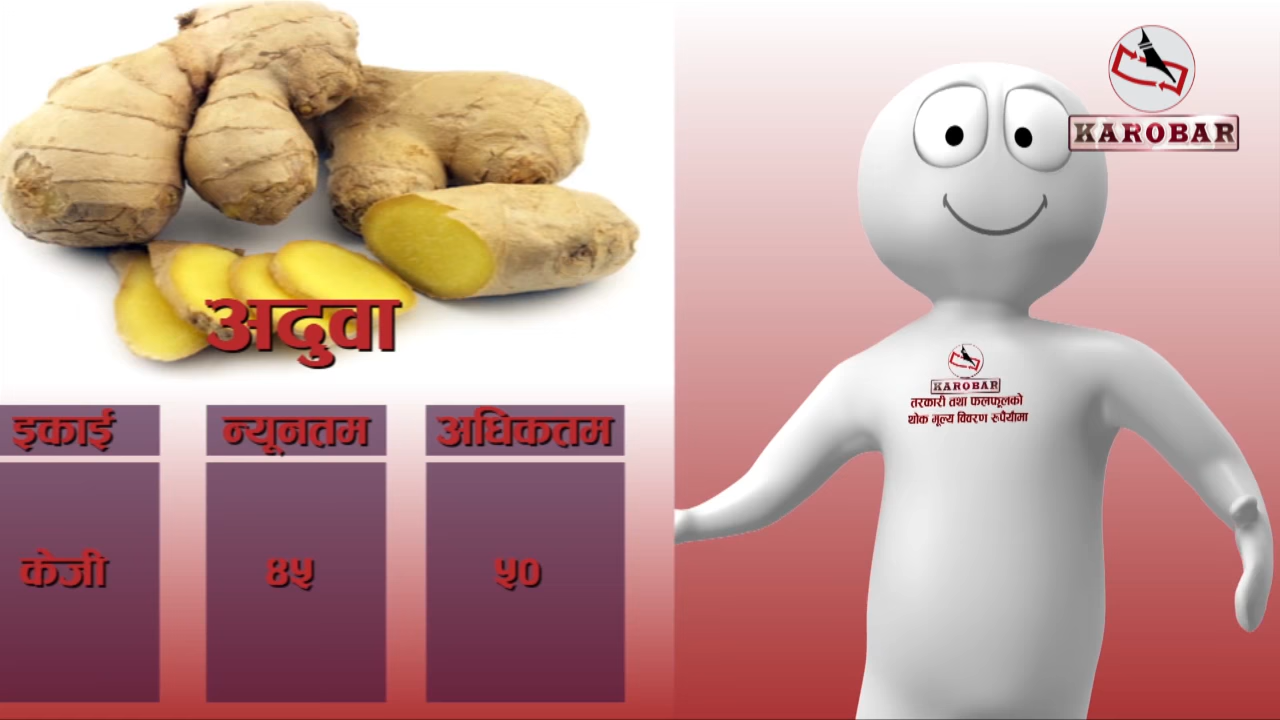 अदुवा
इकाई न्यूनतम अधिकतम
केजी ४५ ५०
KAROBAR
KAROBAR
तरकारी तथा फलफूलको
थोक मूल्य विवरण रुपैयाँमा